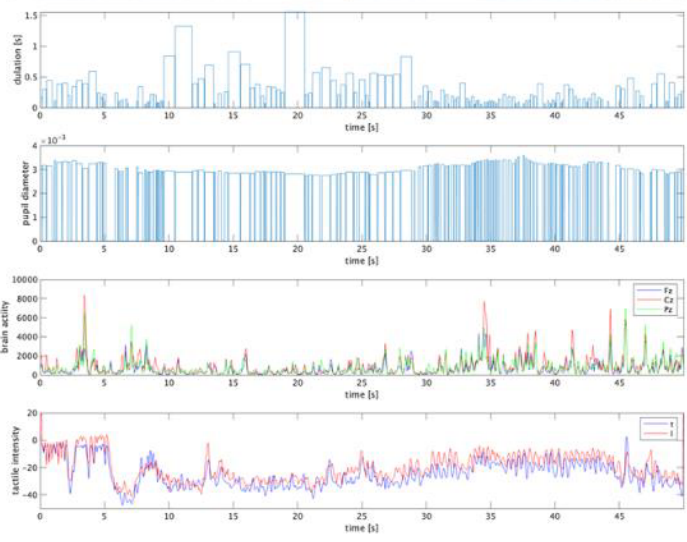 1.5
1
0.5
0
dulation [s]
0 5 10 15 20 25 30 35 40 45
time [s]
× 10⁻³
4
3
2
1
0
pupil diameter
0 5 10 15 20 25 30 35 40 45
time [s]
10000
8000
6000
4000
2000
0
brain actlity
Fz
Cz
Pz
0 5 10 15 20 25 30 35 40 45
time [s]
20
0
-20
-40
tactile intensity
t
i
0 5 10 15 20 25 30 35 40 45
time [s]